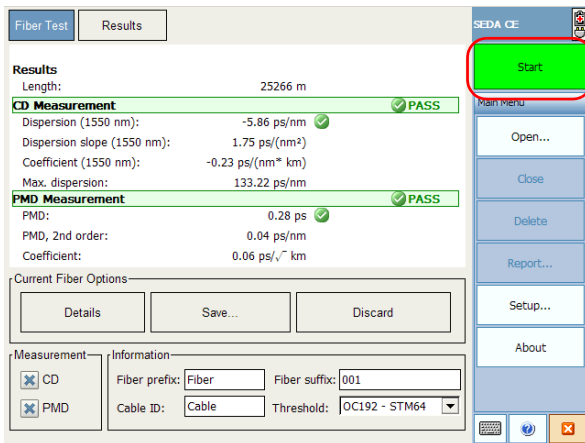 Fiber Test Results
Results
Length: 25266 m
CD Measurement PASS
Dispersion (1550 nm): -5.86 ps/nm
Dispersion slope (1550 nm): 1.75 ps/(nm²)
Coefficient (1550 nm): -0.23 ps/(nm* km)
Max. dispersion: 133.22 ps/nm
PMD Measurement PASS
PMD: 0.28 ps
PMD, 2nd order: 0.04 ps/nm
Coefficient: 0.06 ps/√¯ km
Current Fiber Options
Details Save... Discard
Measurement
CD
PMD
Information
Fiber prefix: Fiber Fiber suffix: 001
Cable ID: Cable Threshold: OC192 - STM64
SEDA CE
Start
Main Menu
Open...
Close
Delete
Report...
Setup...
About